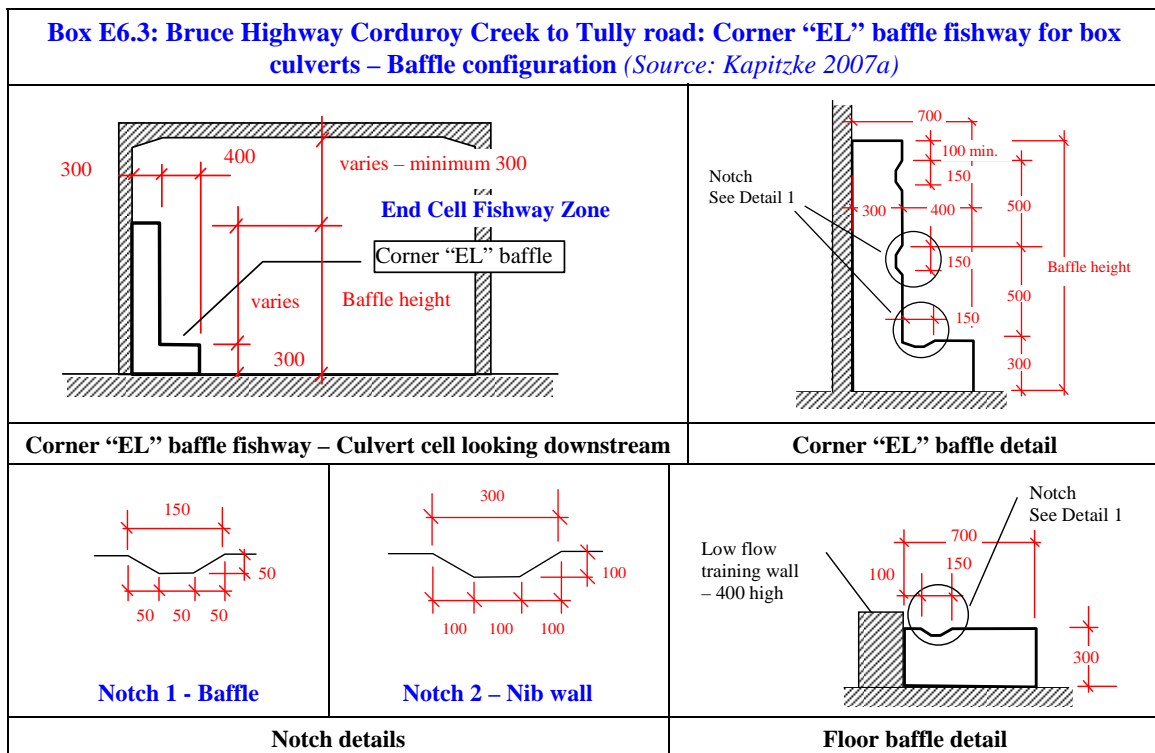 Box E6.3: Bruce Highway Corduroy Creek to Tully road: Corner “EL” baffle fishway for box
culverts – Baffle configuration (Source: Kapitzke 2007a)
300
400
varies – minimum 300
End Cell Fishway Zone
Corner “EL” baffle
varies
Baffle height
300
Corner “EL” baffle fishway – Culvert cell looking downstream
700
100 min.
150
Notch
See Detail 1
300
400
500
150
Baffle height
500
150
300
Corner “EL” baffle detail
150
50
50
50
50
Notch 1 - Baffle
300
100
100
100
100
Notch 2 – Nib wall
Notch details
Notch
See Detail 1
700
Low flow
training wall
– 400 high
100
150
300
Floor baffle detail